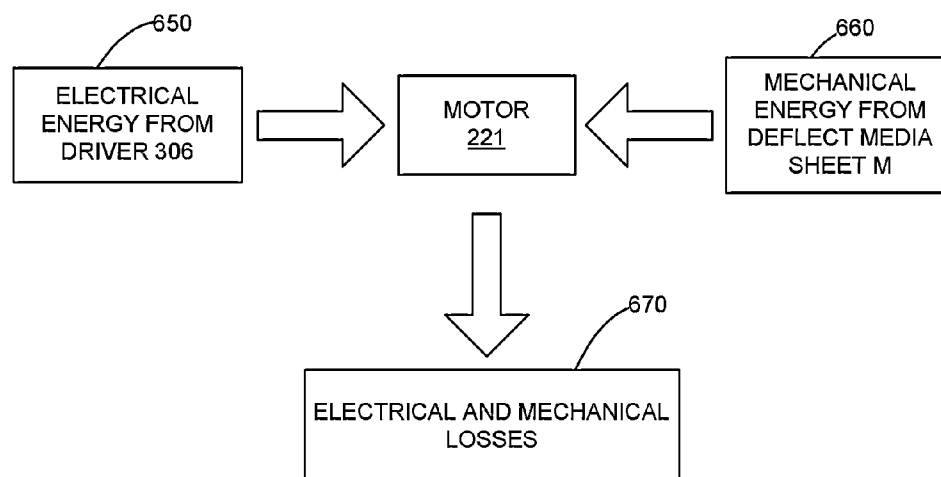 650
ELECTRICAL
ENERGY FROM
DRIVER 306
MOTOR
221
660
MECHANICAL
ENERGY FROM
DEFLECT MEDIA
SHEET M
670
ELECTRICAL AND MECHANICAL
LOSSES